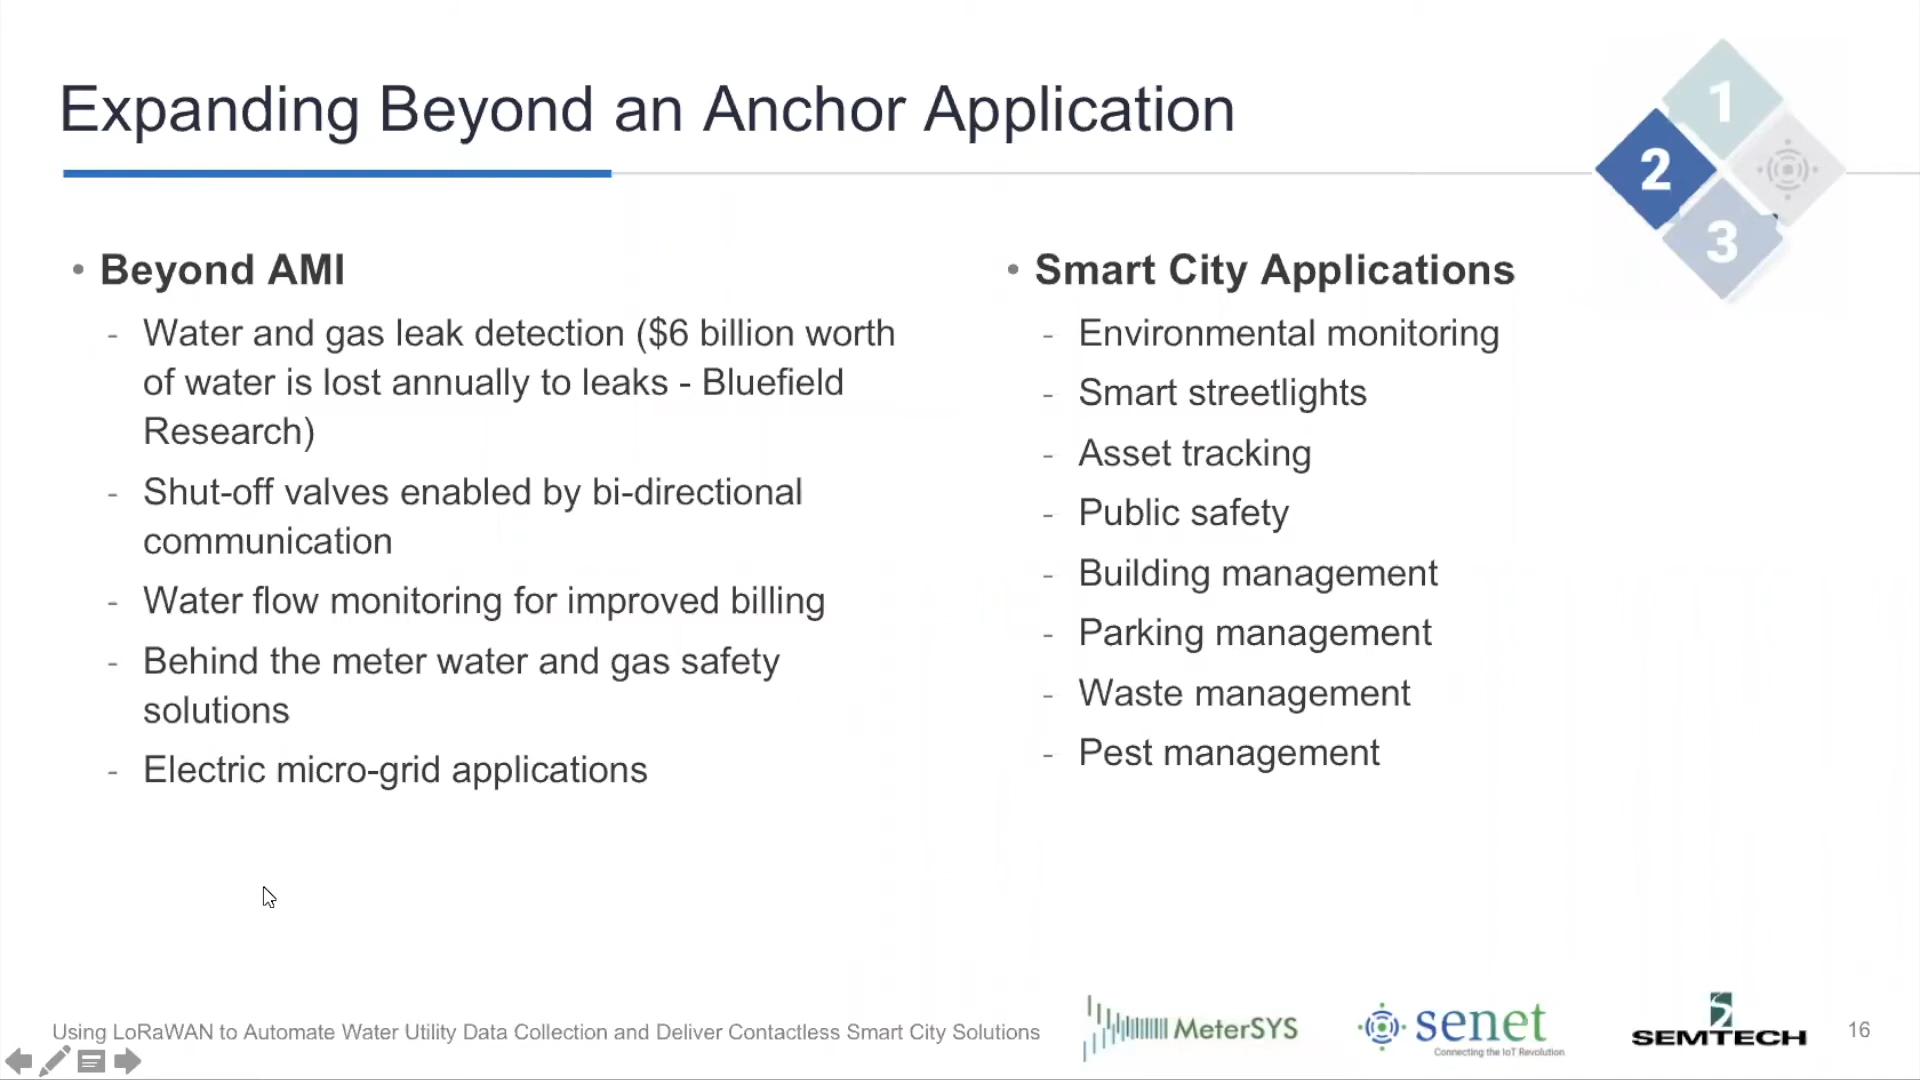 Expanding Beyond an Anchor Application
1
2
3
• Beyond AMI
- Water and gas leak detection ($6 billion worth
of water is lost annually to leaks - Bluefield
Research)
- Shut-off valves enabled by bi-directional
communication
- Water flow monitoring for improved billing
- Behind the meter water and gas safety
solutions
- Electric micro-grid applications
• Smart City Applications
- Environmental monitoring
- Smart streetlights
- Asset tracking
- Public safety
- Building management
- Parking management
- Waste management
- Pest management
Using LoRaWAN to Automate Water Utility Data Collection and Deliver Contactless Smart City Solutions
MeterSYS
senet
Connecting the IoT Revolution
SEMTECH
16